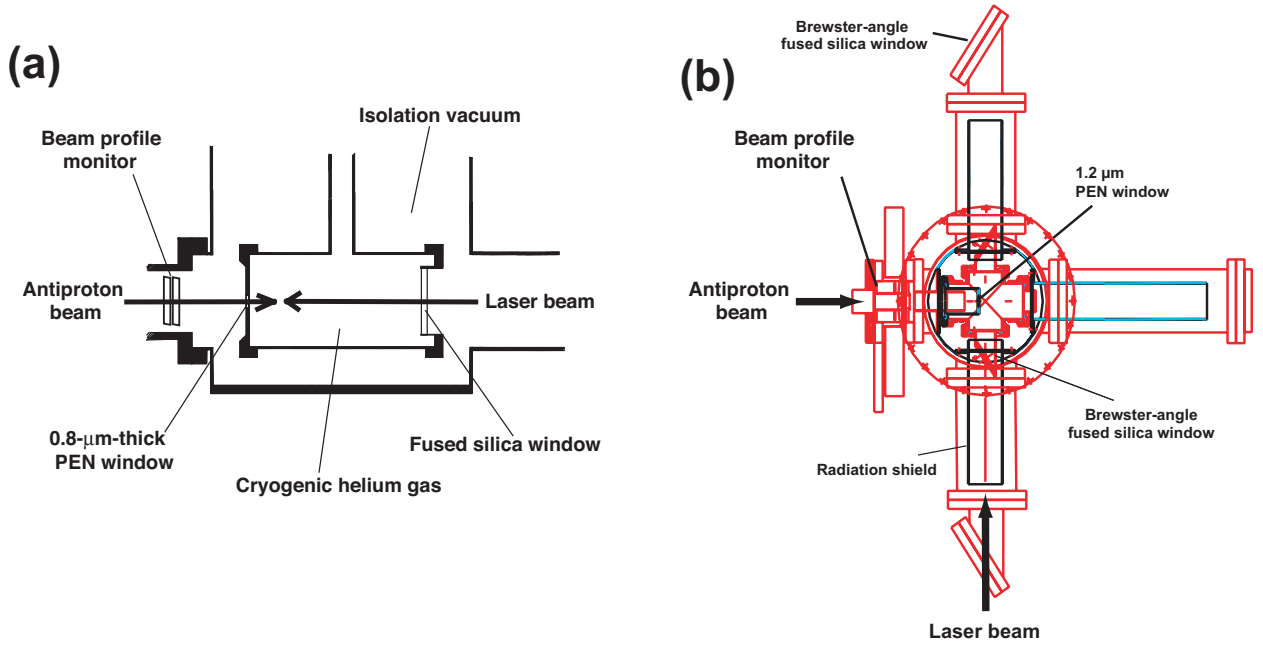 (a)
Isolation vacuum
Beam profile
monitor
Antiproton
beam
Laser beam
0.8-μm-thick
PEN window
Fused silica window
Cryogenic helium gas
(b)
Brewster-angle
fused silica window
Beam profile
monitor
1.2 μm
PEN window
Antiproton
beam
Brewster-angle
fused silica window
Radiation shield
Laser beam